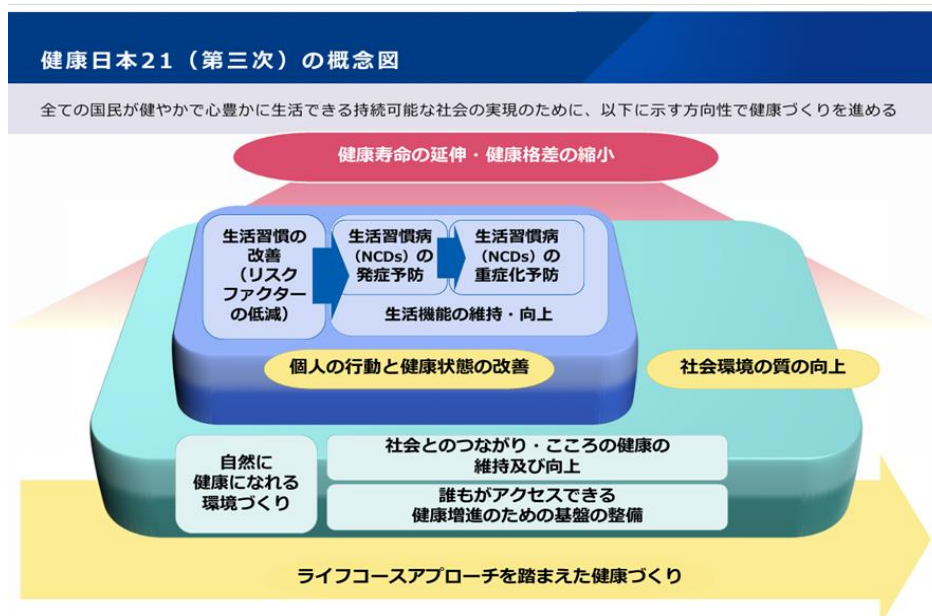 健康日本21（第三次）の概念図
全ての国民が健やかで心豊かに生活できる持続可能な社会の実現のために、以下に示す方向性で健康づくりを進める
健康寿命の延伸・健康格差の縮小
生活習慣の
改善
（リスク
ファクター
の低減）
生活習慣病
（NCDs）の
発症予防
生活習慣病
（NCDs）の
重症化予防
生活機能の維持・向上
個人の行動と健康状態の改善
社会環境の質の向上
自然に
健康になれる
環境づくり
社会とのつながり・こころの健康の
維持及び向上
誰もがアクセスできる
健康増進のための基盤の整備
ライフコースアプローチを踏まえた健康づくり